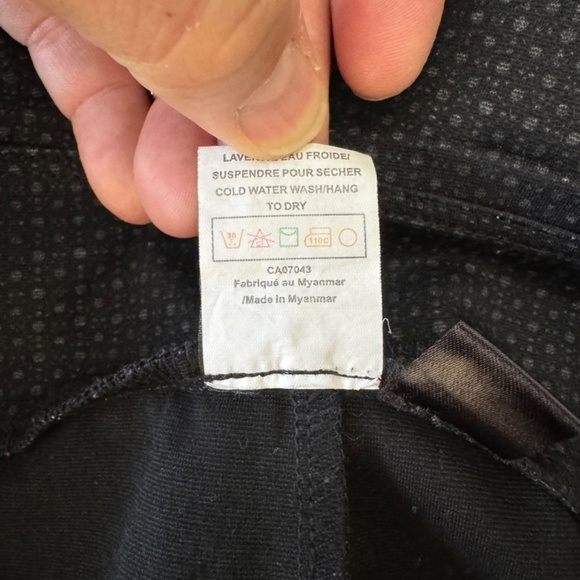 EAU FROIDE/
SUSPENDRE POUR SECHER
COLD WATER WASH/HANG
TO DRY
30 CL 110C
CA07043
Fabriqué au Myanmar
/Made in Myanmar